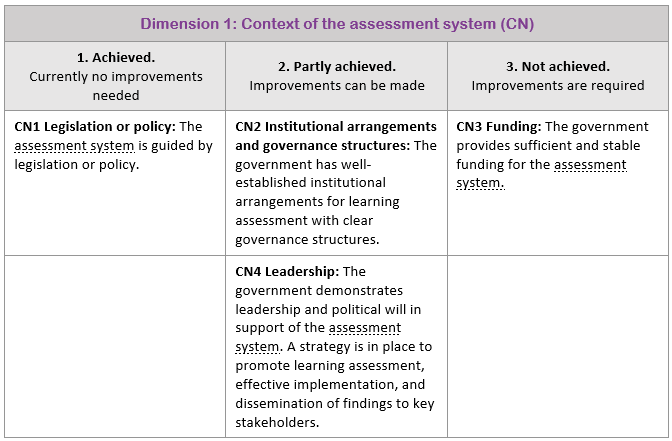 Dimension 1: Context of the assessment system (CN)
1. Achieved.
Currently no improvements
needed
2. Partly achieved.
Improvements can be made
3. Not achieved.
Improvements are required
CN1 Legislation or policy: The
assessment system is guided by
legislation or policy.
CN2 Institutional arrangements
and governance structures: The
government has well-
established institutional
arrangements for learning
assessment with clear
governance structures.
CN3 Funding: The government
provides sufficient and stable
funding for the assessment
system.
CN4 Leadership: The
government demonstrates
leadership and political will in
support of the assessment
system. A strategy is in place to
promote learning assessment,
effective implementation, and
dissemination of findings to key
stakeholders.